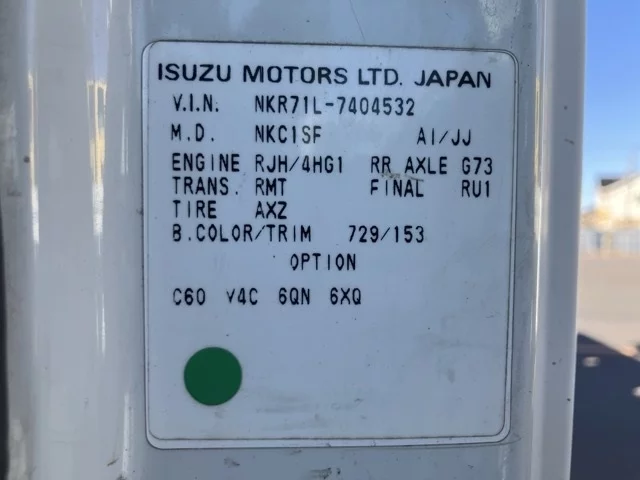 ISUZU MOTORS LTD. JAPAN
V.I.N. NKR71L-7404532
M.D. NKC1SF AI/JJ
ENGINE RJH/4HG1 RR AXLE G73
TRANS. RMT FINAL RU1
TIRE AXZ
B.COLOR/TRIM 729/153
OPTION
C60 V4C 6QN 6XQ